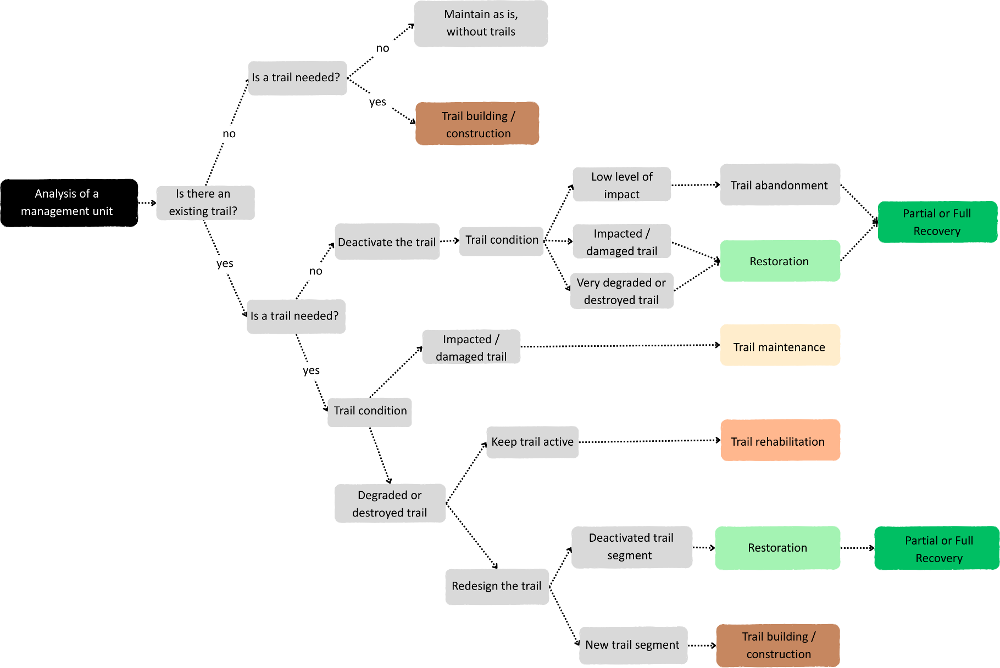 Maintain as is,
without trails
no
Is a trail needed?
yes
Trail building /
construction
no
Analysis of a
management unit
Is there an
existing trail?
yes
Low level of
impact
Trail abandonment
Partial or Full
Recovery
Deactivate the trail
Trail condition
Impacted /
damaged trail
Restoration
no
Very degraded or
destroyed trail
Is a trail needed?
yes
Impacted /
damaged trail
Trail maintenance
Trail condition
Keep trail active
Trail rehabilitation
Degraded or
destroyed trail
Deactivated trail
segment
Restoration
Partial or Full
Recovery
Redesign the trail
New trail segment
Trail building /
construction